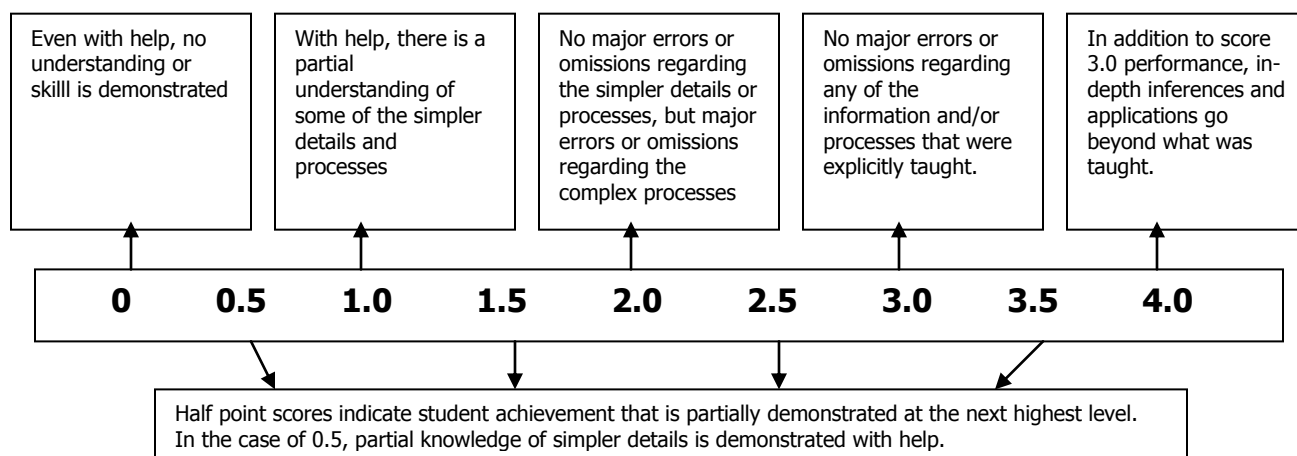 Even with help, no
understanding or
skilll is demonstrated
With help, there is a
partial
understanding of
some of the simpler
details and
processes
No major errors or
omissions regarding
the simpler details or
processes, but major
errors or omissions
regarding the
complex processes
No major errors or
omissions regarding
any of the
information and/or
processes that were
explicitly taught.
In addition to score
3.0 performance, in-
depth inferences and
applications go
beyond what was
taught.
0 0.5 1.0 1.5 2.0 2.5 3.0 3.5 4.0
Half point scores indicate student achievement that is partially demonstrated at the next highest level.
In the case of 0.5, partial knowledge of simpler details is demonstrated with help.